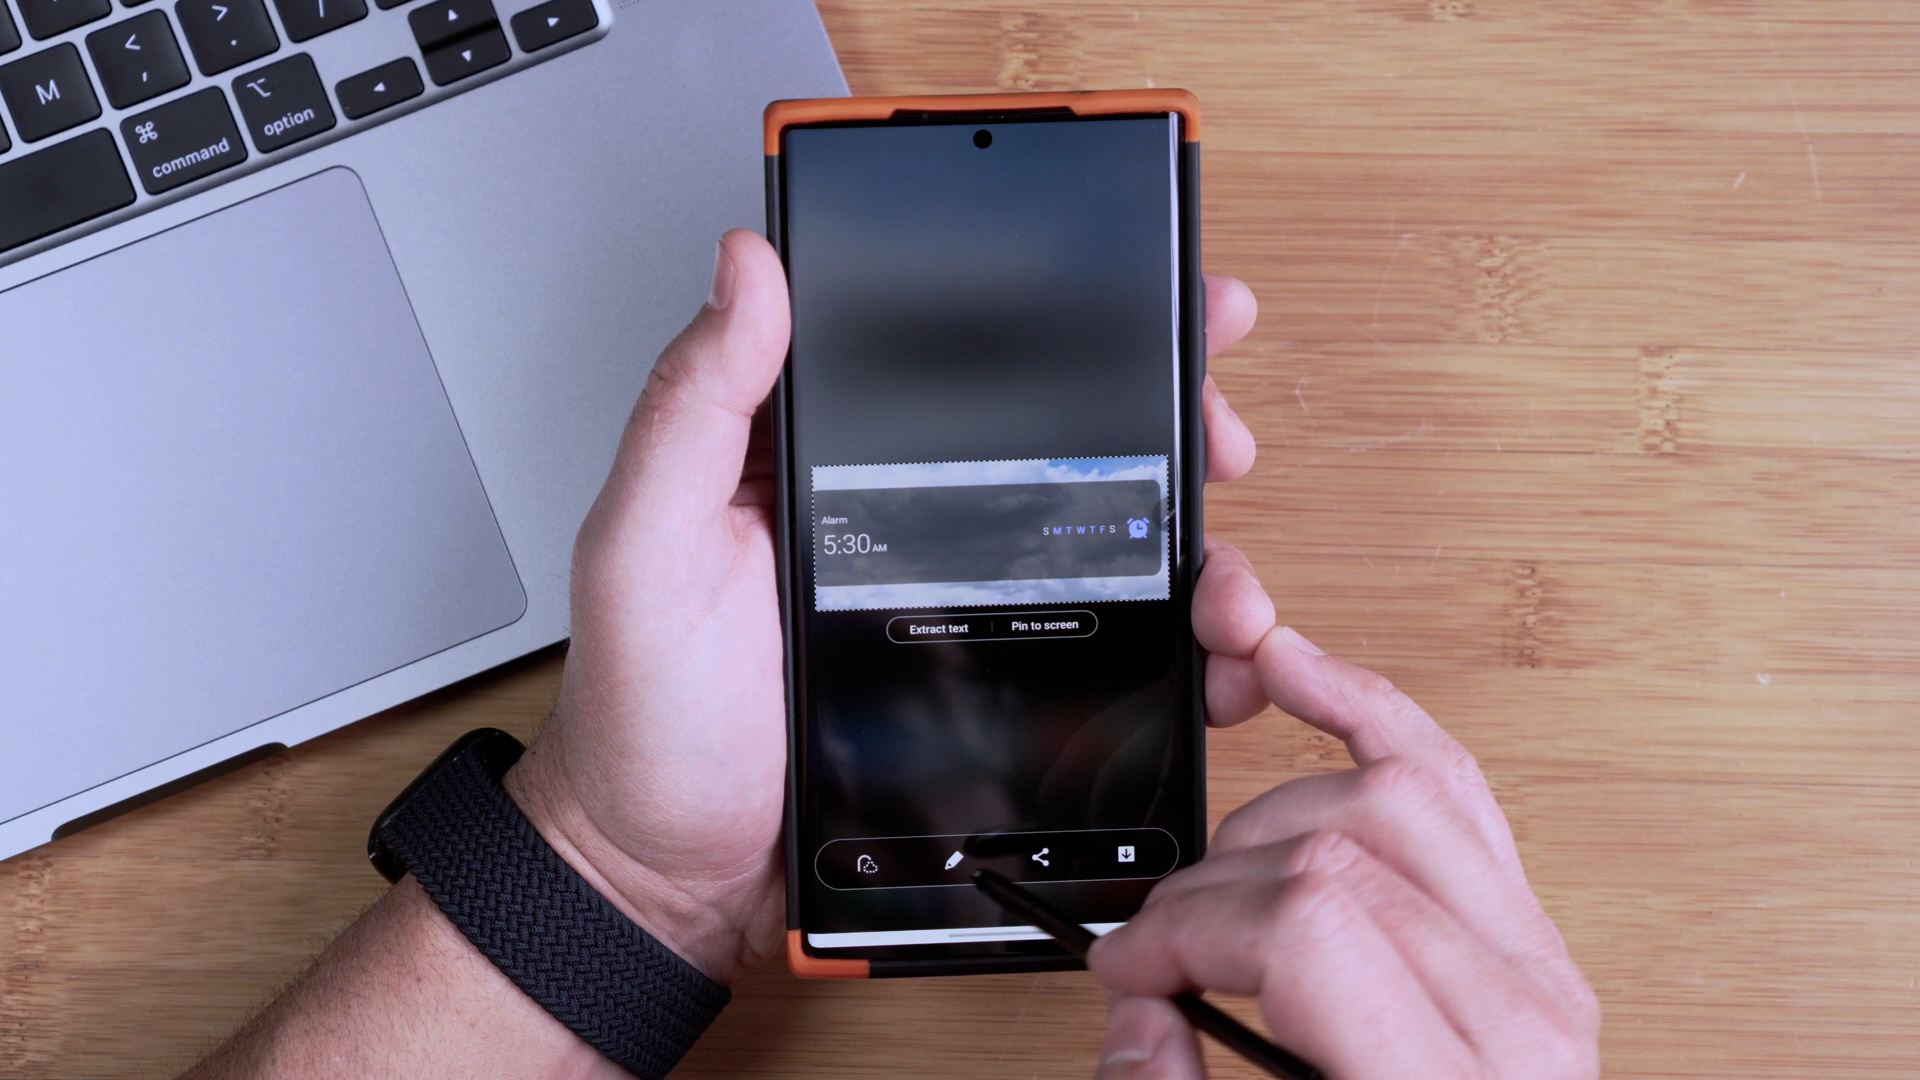 < ,
> .
/
M
⌘
command
⌥
option
Alarm
5:30 AM
S M T W T F S
Extract text | Pin to screen